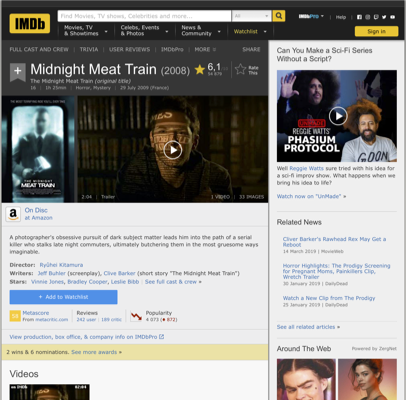 IMDb
Find Movies, TV shows, Celebrities and more...
All
IMDbPro
Help
Movies, TV & Showtimes
Celebs, Events & Photos
News & Community
Watchlist
Sign in
FULL CAST AND CREW | TRIVIA | USER REVIEWS | IMDbPro | MORE
SHARE
Midnight Meat Train (2008)
6,1
Rate This
The Midnight Meat Train (original title)
16 | 1h 25min | Horror, Mystery | 29 July 2009 (France)
MIDNIGHT
MEAT TRAIN
2:04 | Trailer
1 VIDEO | 33 IMAGES
On Disc
at Amazon
A photographer's obsessive pursuit of dark subject matter leads him into the path of a serial
killer who stalks late night commuters, ultimately butchering them in the most gruesome ways
imaginable.
Director: Ryûhei Kitamura
Writers: Jeff Buhler (screenplay), Clive Barker (short story "The Midnight Meat Train")
Stars: Vinnie Jones, Bradley Cooper, Leslie Bibb | See full cast & crew »
+ Add to Watchlist
Metascore
From metacritic.com
Reviews
242 user | 189 critic
Popularity
4 073 (872)
View production, box office, & company info on IMDbPro
2 wins & 6 nominations. See more awards »
Videos
Can You Make a Sci-Fi Series
Without a Script?
REGGIE WATTS'
PHASIUM
PROTOCOL
Well Reggie Watts sure tried with his idea for
a sci-fi improv show. What happens when we
bring his idea to life?
Watch now on "UnMade" »
Related News
Clive Barker's Rawhead Rex May Get a
Reboot
14 March 2019 | MovieWeb
Horror Highlights: The Prodigy Screening
for Pregnant Moms, Painkillers Clip,
Wretch Trailer
30 January 2019 | DailyDead
Watch a New Clip from The Prodigy
25 January 2019 | DailyDead
See all related articles »
Around The Web
Powered by ZergNet